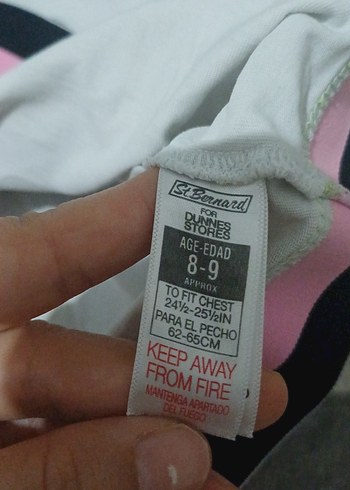 St. Bernard
FOR
DUNNES
STORES
AGE-EDAD
8-9
APPROX
TO FIT CHEST
24½-25½IN
PARA EL PECHO
62-65CM
KEEP AWAY
FROM FIRE
MANTENGA APARTADO
DEL FUEGO